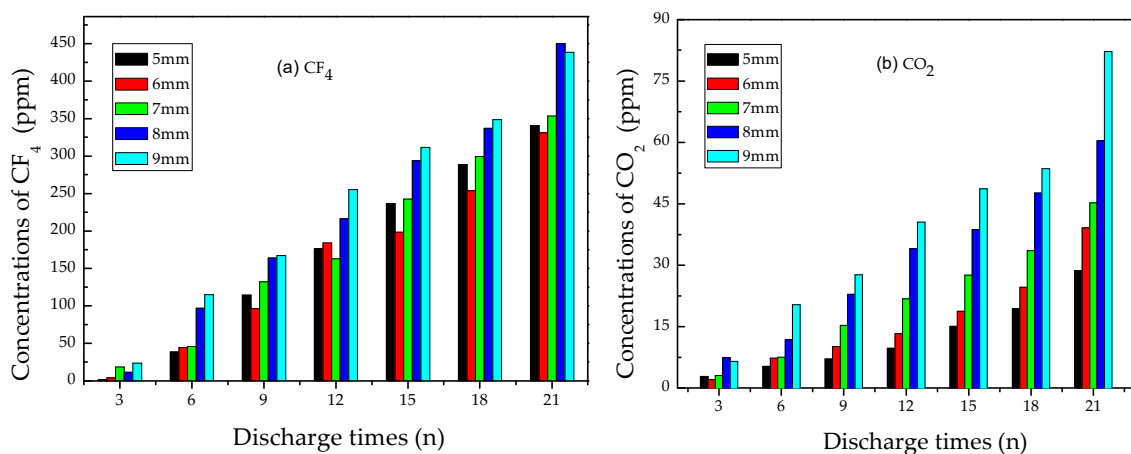 Concentrations of CF4 (ppm)
450
400
350
300
250
200
150
100
50
0
5mm
6mm
7mm
8mm
9mm
(a) CF4
3 6 9 12 15 18 21
Discharge times (n)
Concentrations of CO2 (ppm)
90
75
60
45
30
15
0
5mm
6mm
7mm
8mm
9mm
(b) CO2
3 6 9 12 15 18 21
Discharge times (n)